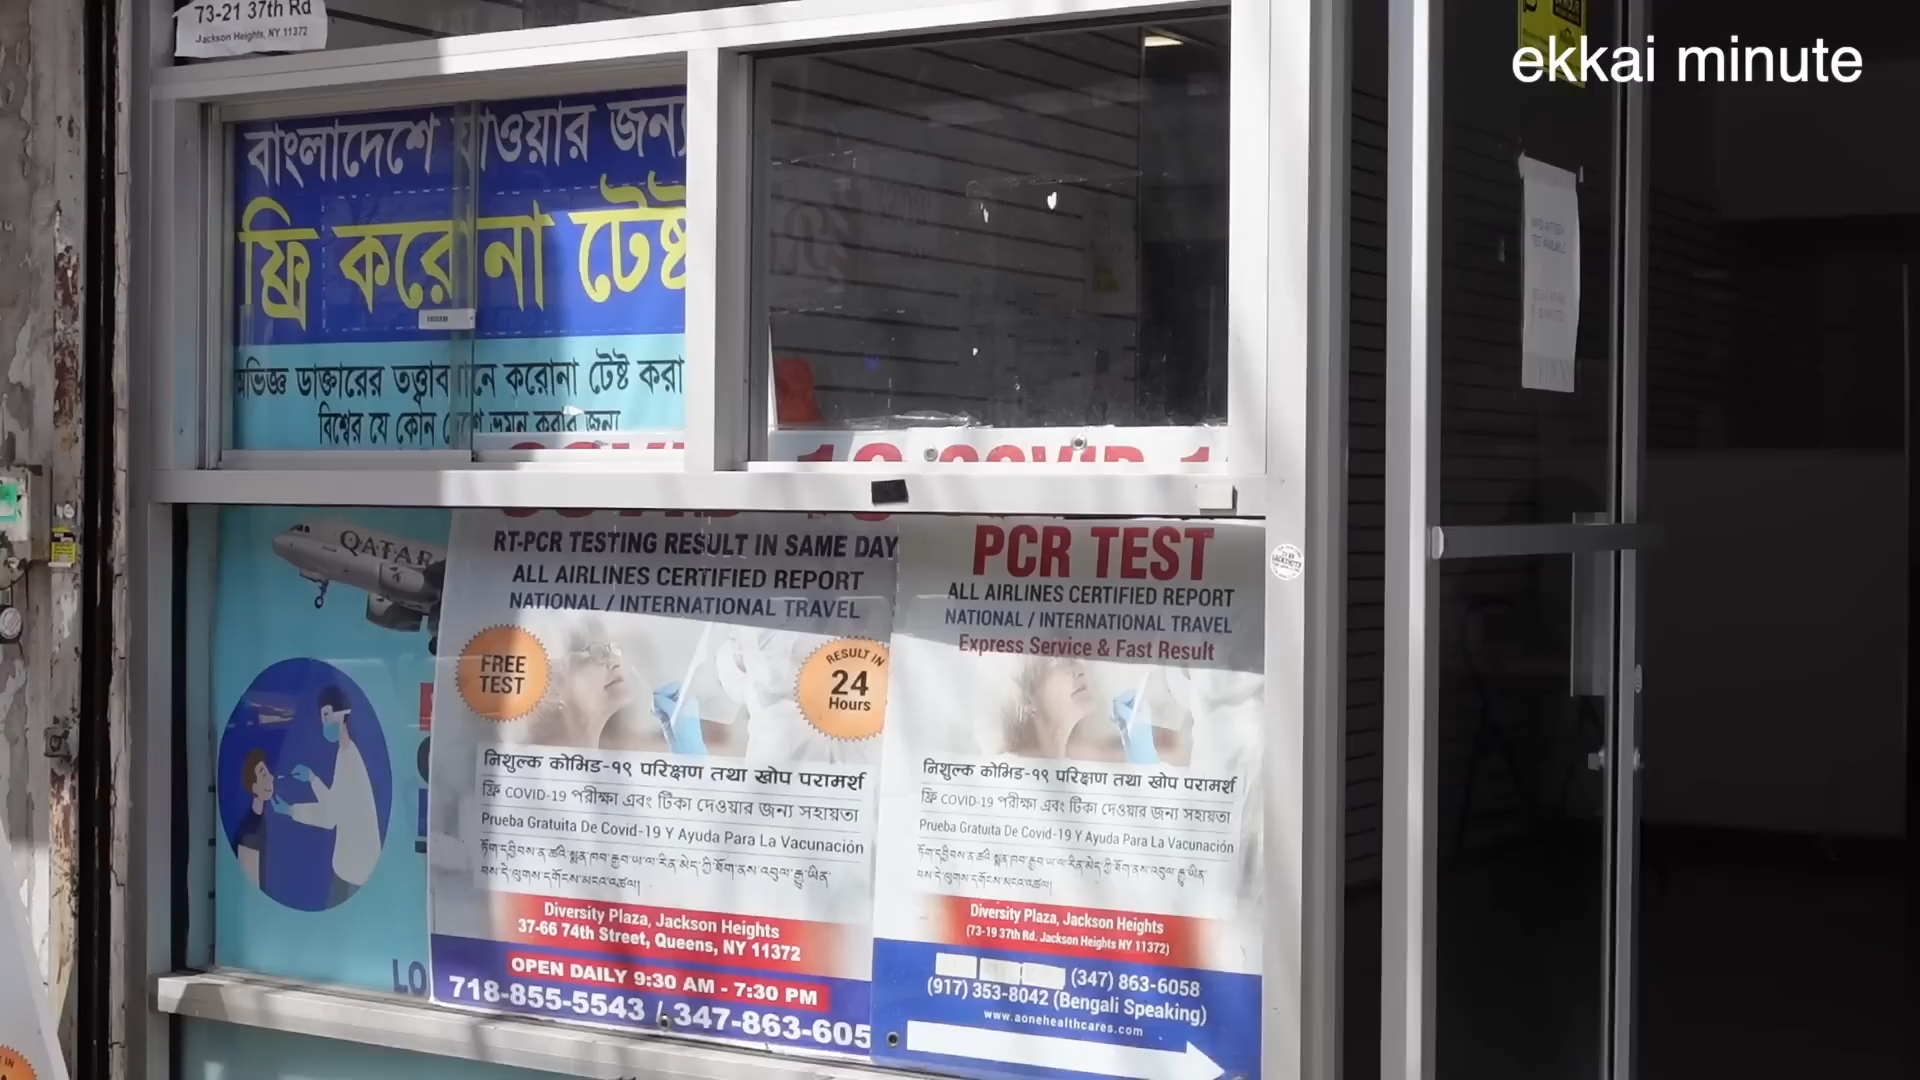 73-21 37th Rd
Jackson Heights, NY 11372
ekkai minute
বাংলাদেশে যাওয়ার জন্য
ফ্রি করোনা টেষ্ট
অভিজ্ঞ ডাক্তারের তত্ত্বাবধানে করোনা টেষ্ট করা
বিশ্বের যে কোন দেশে ভ্রমন করার জন্য
QATAR
RT-PCR TESTING RESULT IN SAME DAY
ALL AIRLINES CERTIFIED REPORT
NATIONAL / INTERNATIONAL TRAVEL
FREE
TEST
RESULT IN
24
Hours
निशुल्क कोभिड-१९ परिक्षण तथा खोप परामर्श
ফ্রি COVID-19 পরীক্ষা এবং টিকা দেওয়ার জন্য সহায়তা
Prueba Gratuita De Covid-19 Y Ayuda Para La Vacunación
Diversity Plaza, Jackson Heights
37-66 74th Street, Queens, NY 11372
OPEN DAILY 9:30 AM - 7:30 PM
718-855-5543 / 347-863-605
LO
PCR TEST
ALL AIRLINES CERTIFIED REPORT
NATIONAL / INTERNATIONAL TRAVEL
Express Service & Fast Result
निशुल्क कोभिड-१९ परिक्षण तथा खोप परामर्श
ফ্রি COVID-19 পরীক্ষা এবং টিকা দেওয়ার জন্য সহায়তা
Prueba Gratuita De Covid-19 Y Ayuda Para La Vacunación
Diversity Plaza, Jackson Heights
(73-19 37th Rd. Jackson Heights NY 11372)
(347) 863-6058
(917) 353-8042 (Bengali Speaking)
www.aonehealthcares.com